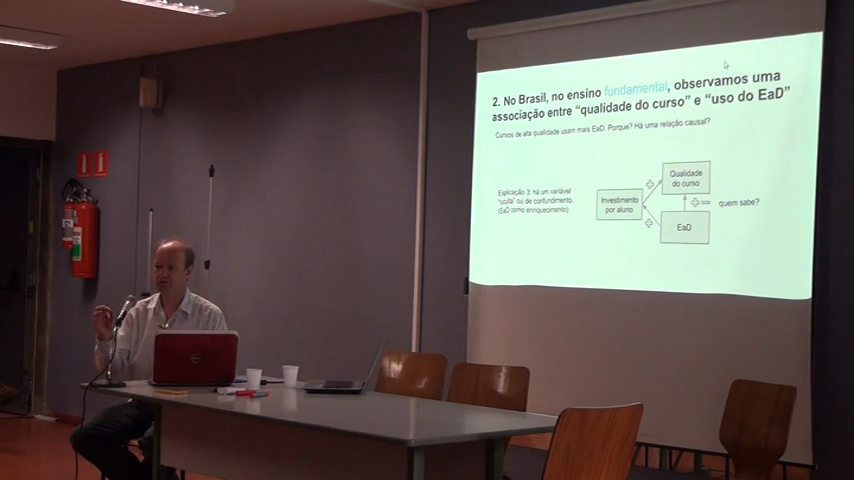 2. No Brasil, no ensino fundamental, observamos uma
associação entre "qualidade do curso" e "uso do EaD"
Cursos de alta qualidade usam mais EaD. Porque? Há uma relação causal?
Explicação 3: há um variável
"oculta" ou de confundimento
(EaD como enriquecimento)
Qualidade
do curso
Investimento
por aluno
quem sabe?
EaD